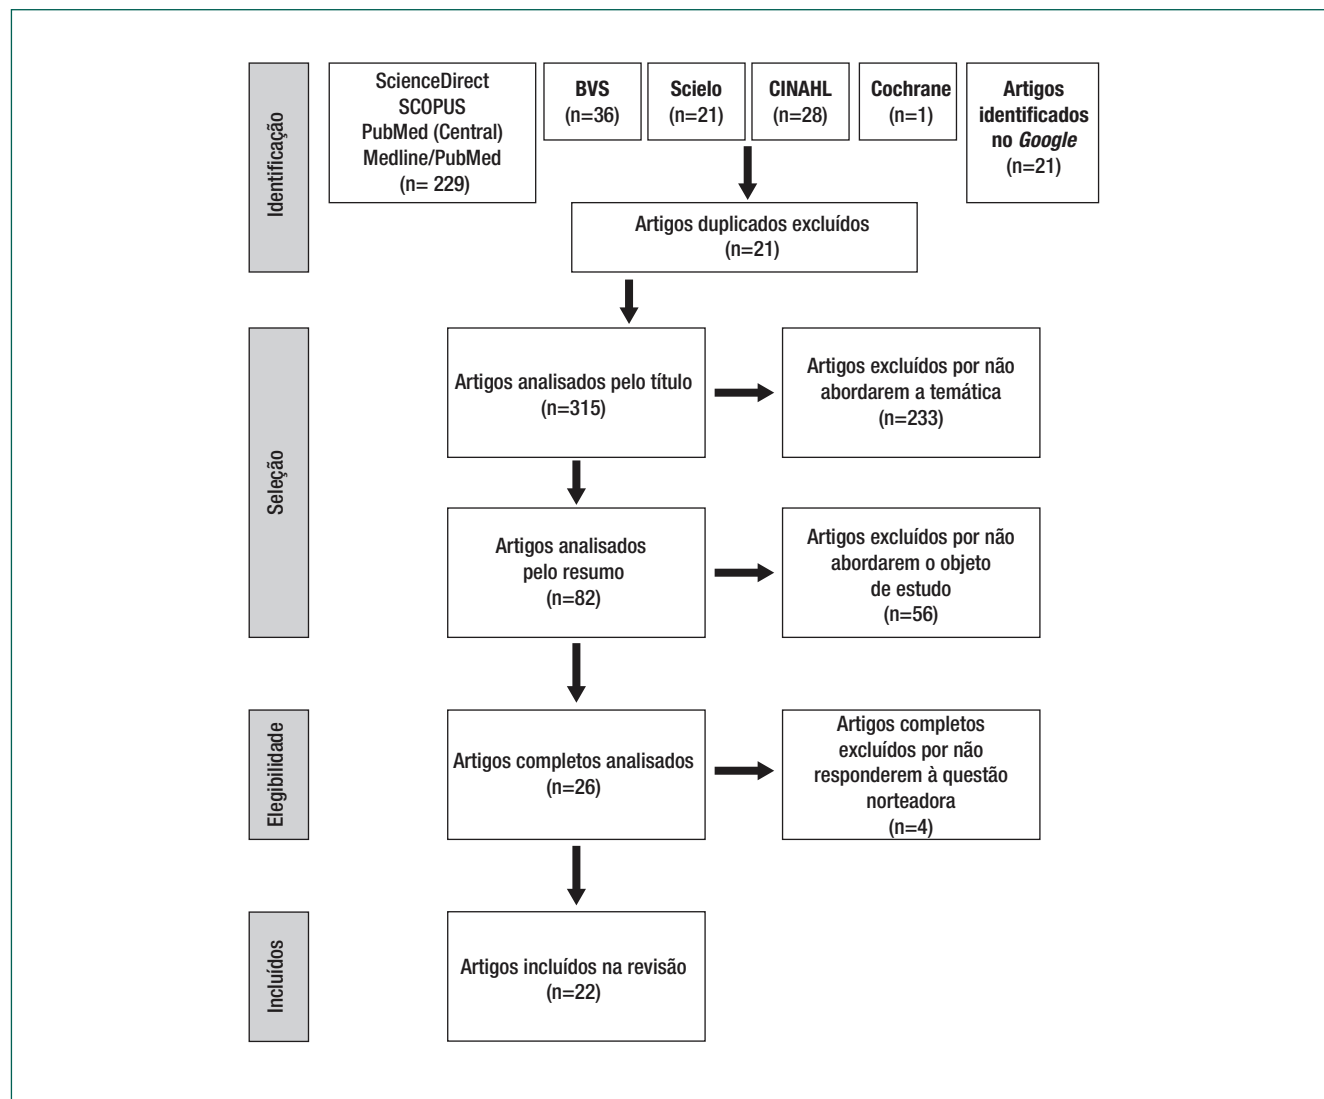 Identificação
ScienceDirect
SCOPUS
PubMed (Central)
Medline/PubMed
(n= 229)
BVS
(n=36)
Scielo
(n=21)
CINAHL
(n=28)
Cochrane
(n=1)
Artigos
identificados
no Google
(n=21)
Artigos duplicados excluídos
(n=21)
Seleção
Artigos analisados pelo título
(n=315)
Artigos excluídos por não
abordarem a temática
(n=233)
Artigos analisados
pelo resumo
(n=82)
Artigos excluídos por não
abordarem o objeto
de estudo
(n=56)
Elegibilidade
Artigos completos analisados
(n=26)
Artigos completos
excluídos por não
responderem à questão
norteadora
(n=4)
Incluídos
Artigos incluídos na revisão
(n=22)